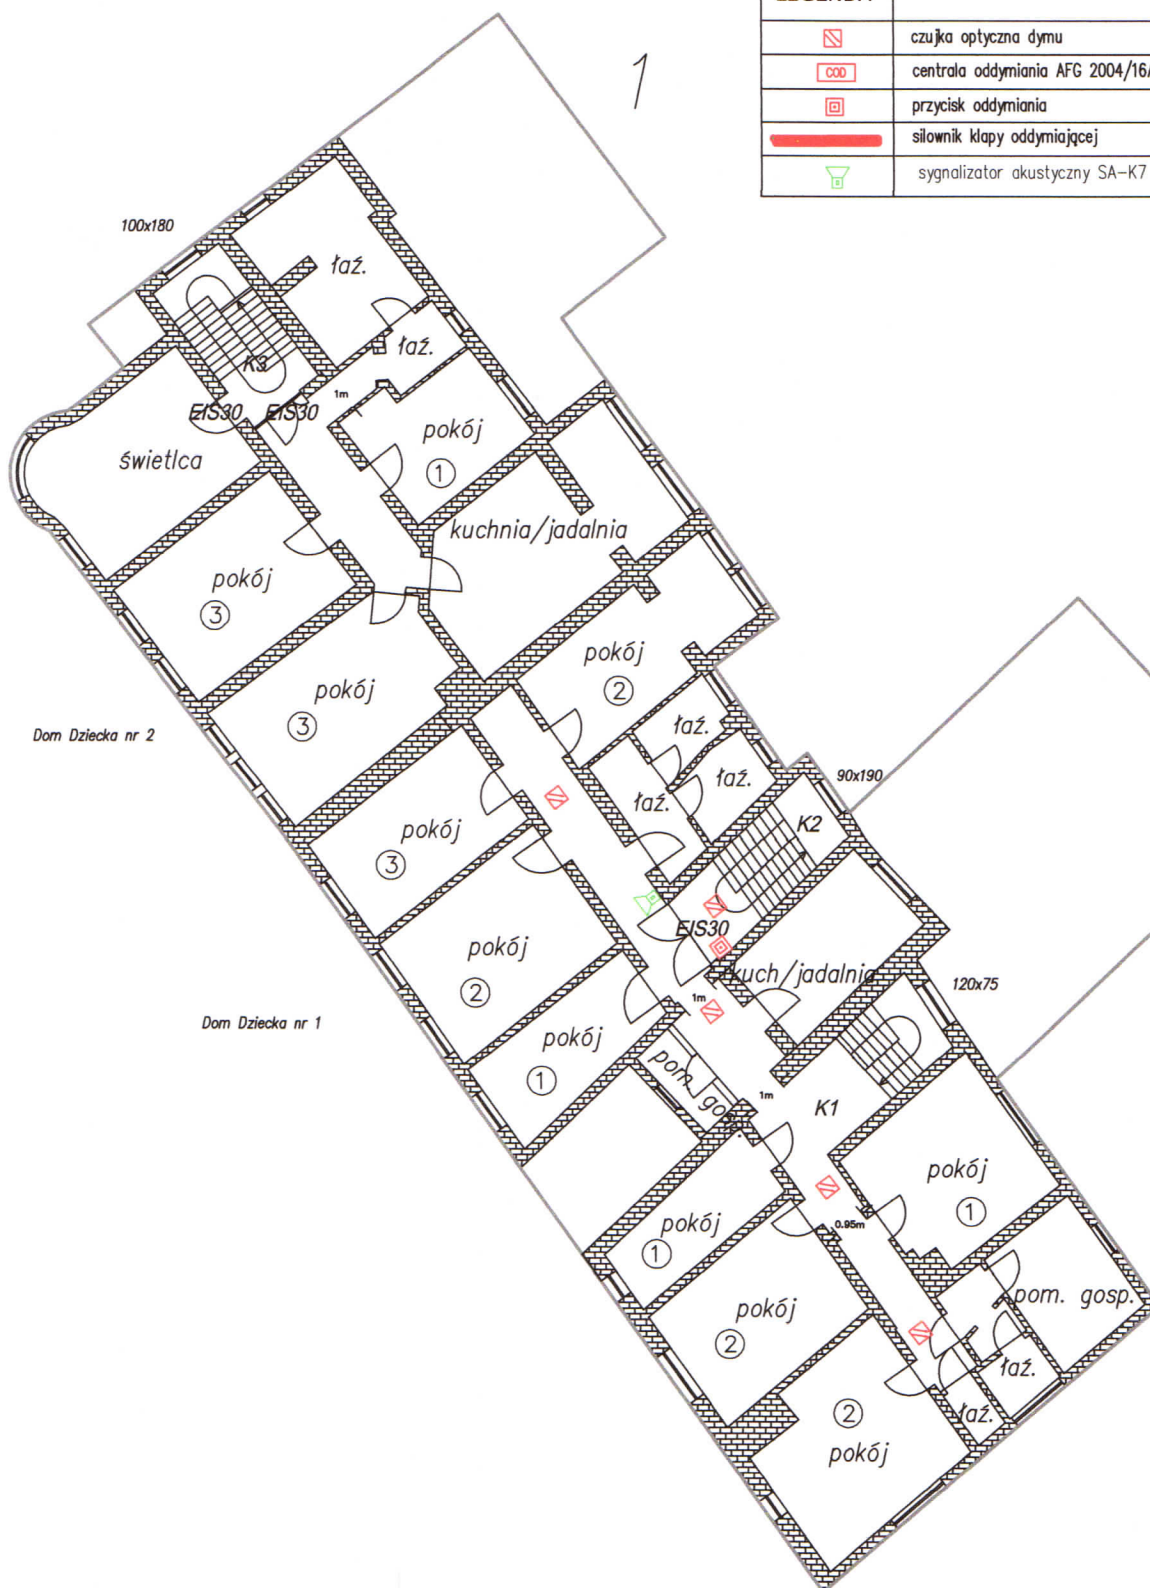 1
czujka optyczna dymu
COD
centrala oddymiania AFG 2004/16A
przycisk oddymiania
siłownik klapy oddymiającej
sygnalizator akustyczny SA-K7
100x180
łaź.
łaź.
K3
1m
EIS30
EIS30
pokój
1
świetlca
kuchnia/jadalnia
pokój
3
pokój
2
pokój
3
łaź.
Dom Dziecka nr 2
łaź.
90x190
łaź.
K2
pokój
3
EIS30
pokój
2
kuch/jadalnia
120x75
1m
Dom Dziecka nr 1
pokój
1
pom. gosp.
1m
K1
pokój
1
pokój
1
0.95m
pom. gosp.
pokój
2
łaź.
łaź.
2
pokój